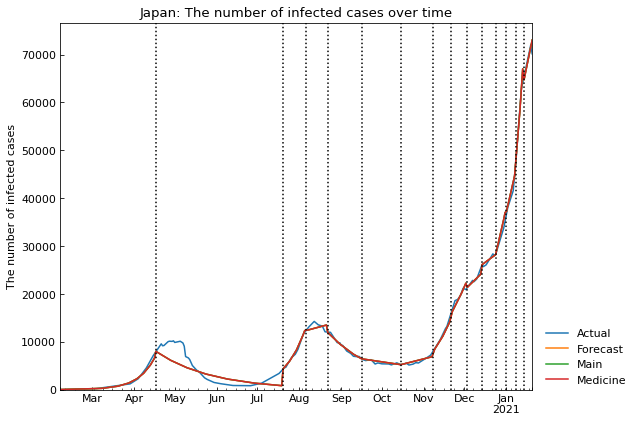 Japan: The number of infected cases over time
The number of infected cases
70000
60000
50000
40000
30000
20000
10000
0
Mar Apr May Jun Jul Aug Sep Oct Nov Dec Jan
2021
Actual
Forecast
Main
Medicine